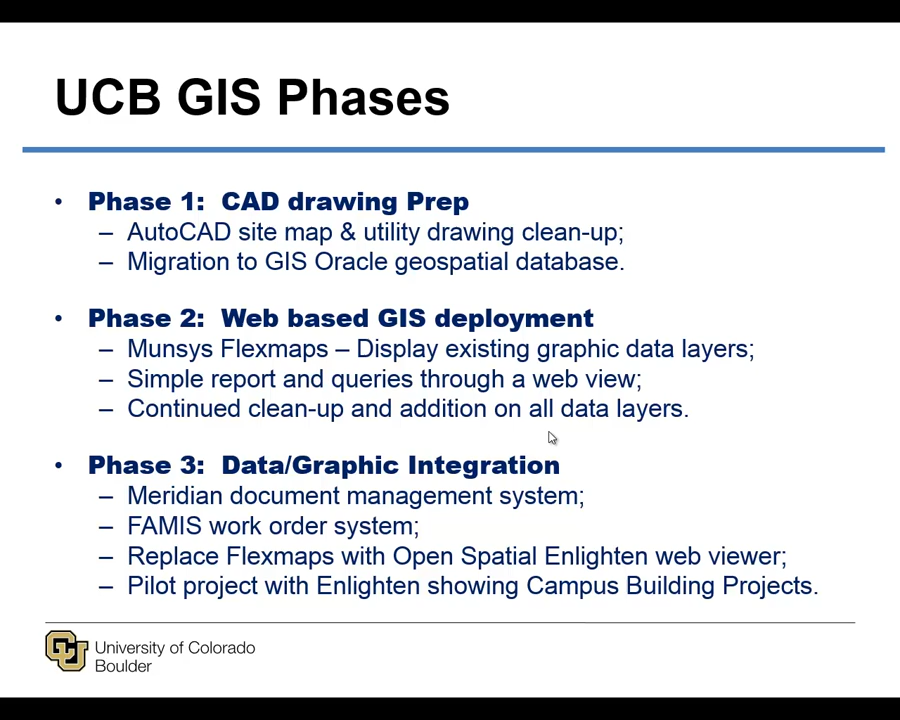 UCB GIS Phases
• Phase 1: CAD drawing Prep
– AutoCAD site map & utility drawing clean-up;
– Migration to GIS Oracle geospatial database.
• Phase 2: Web based GIS deployment
– Munsys Flexmaps – Display existing graphic data layers;
– Simple report and queries through a web view;
– Continued clean-up and addition on all data layers.
• Phase 3: Data/Graphic Integration
– Meridian document management system;
– FAMIS work order system;
– Replace Flexmaps with Open Spatial Enlighten web viewer;
– Pilot project with Enlighten showing Campus Building Projects.
CU
University of Colorado
Boulder